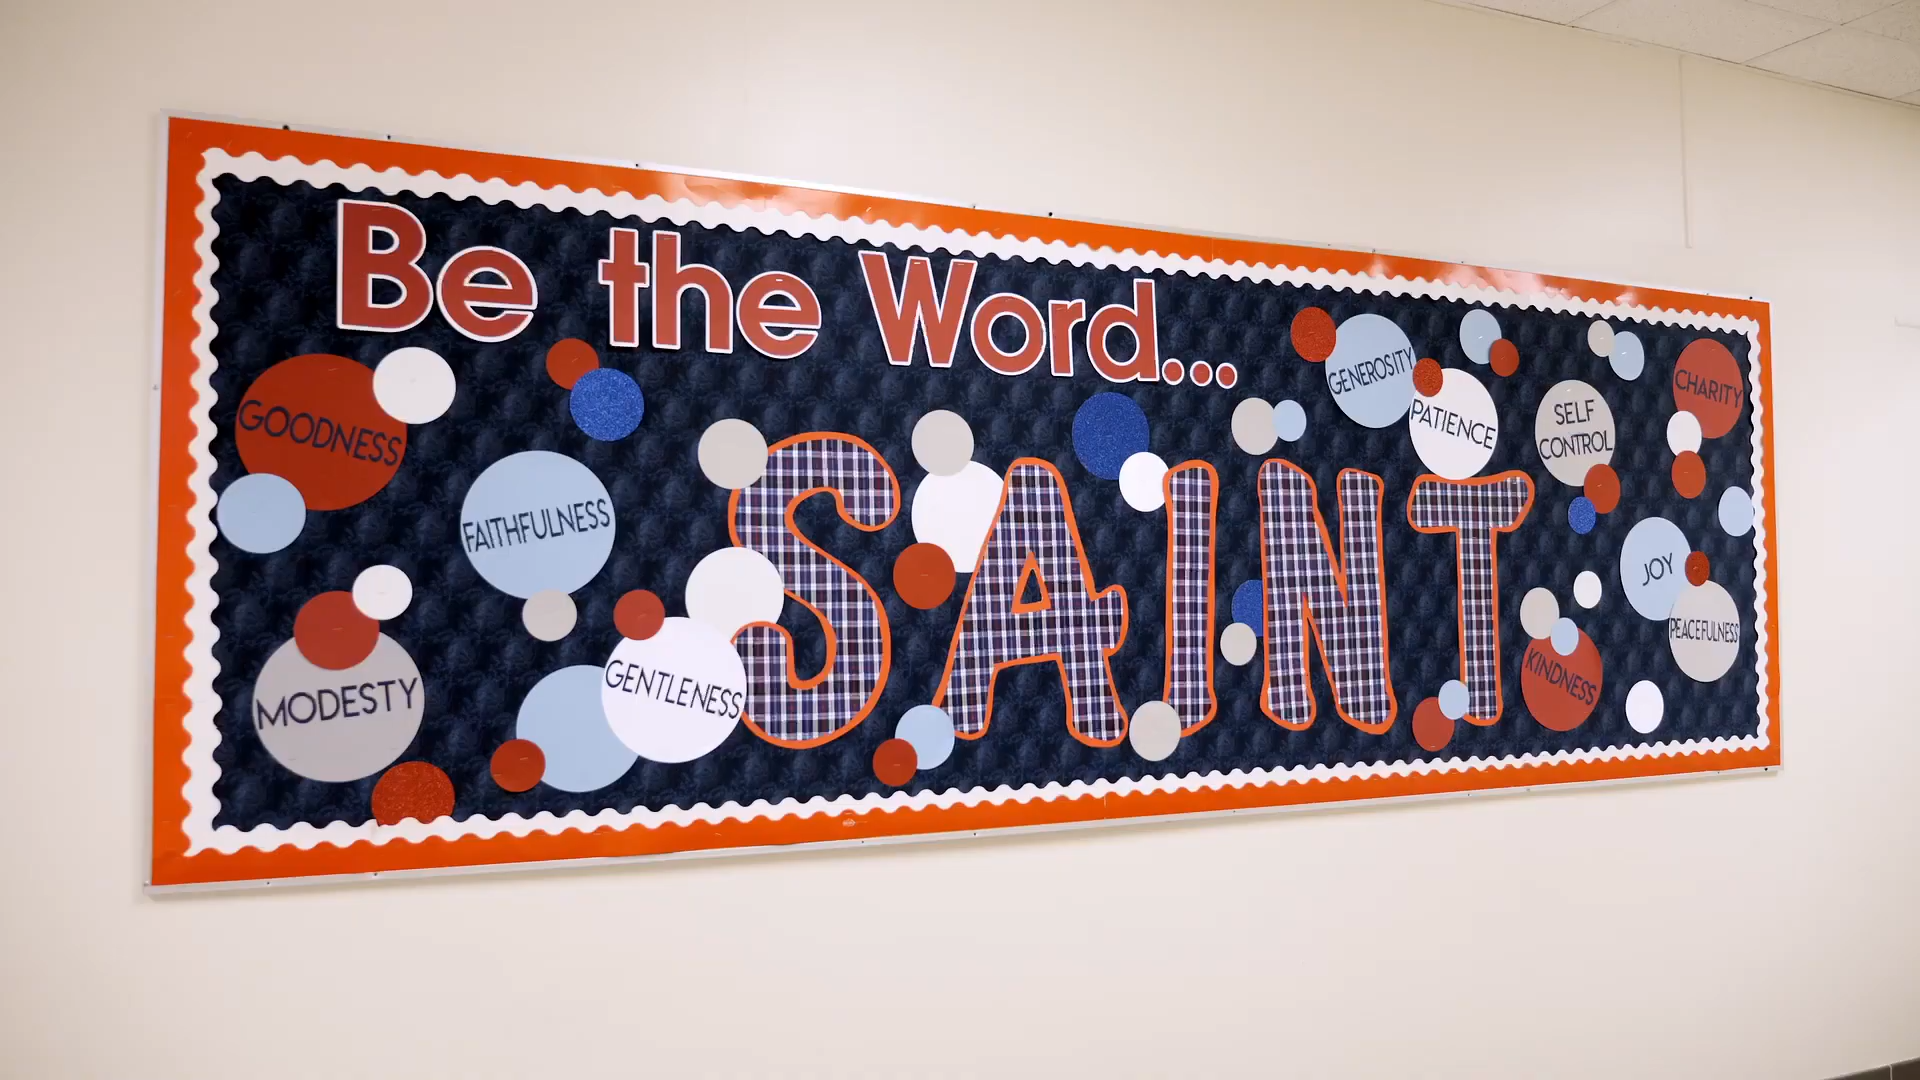 Be the Word...
SAINT
GOODNESS
FAITHFULNESS
MODESTY
GENTLENESS
GENEROSITY
PATIENCE
SELF
CONTROL
CHARITY
JOY
PEACEFULNESS
KINDNESS